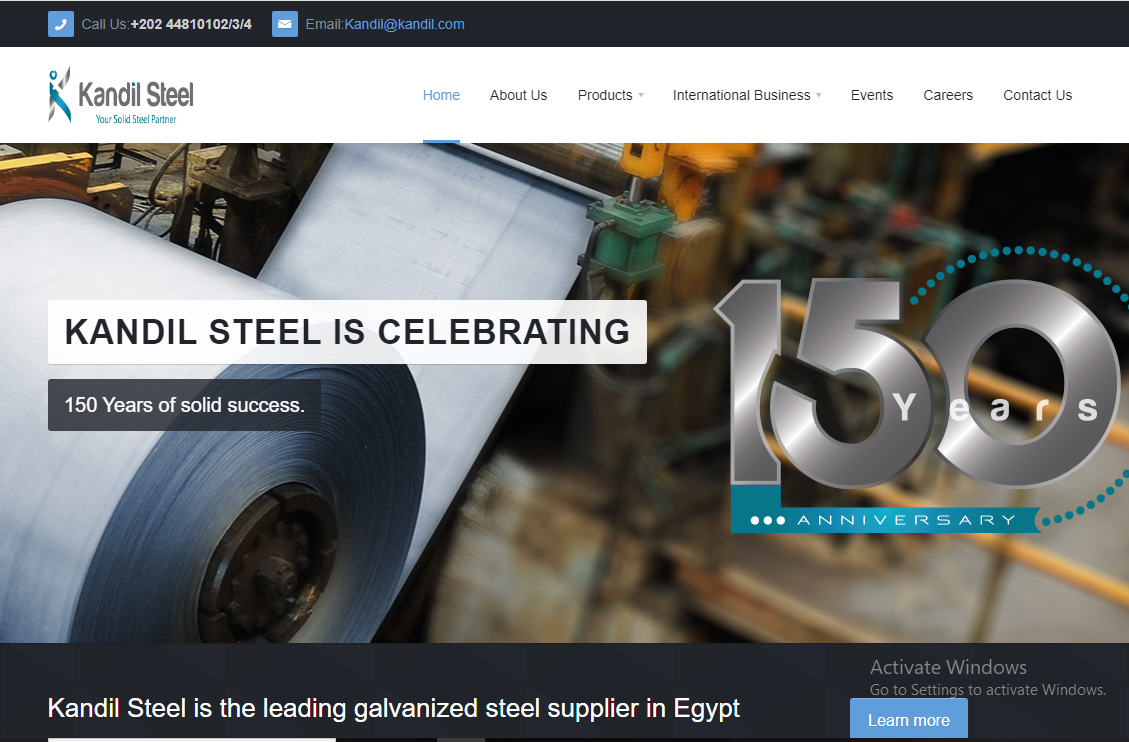 Call Us:+202 44810102/3/4 Email:Kandil@kandil.com
Kandil Steel
Your Solid Steel Partner
Home About Us Products International Business Events Careers Contact Us
KANDIL STEEL IS CELEBRATING
150 Years of solid success.
150
Years
ANNIVERSARY
Activate Windows
Go to Settings to activate Windows.
Kandil Steel is the leading galvanized steel supplier in Egypt
Learn more